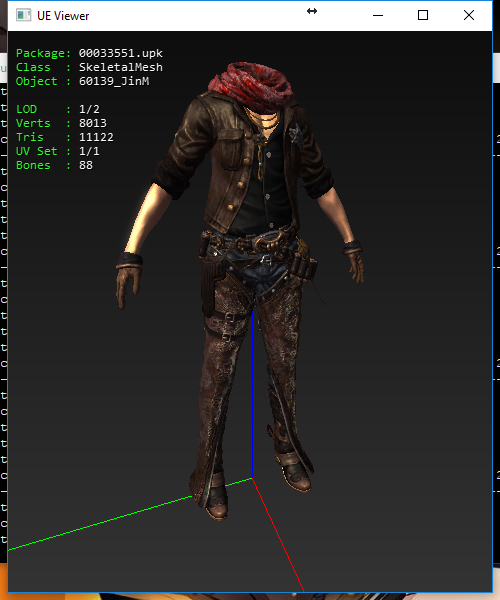 UE Viewer
Package: 00033551.upk
Class  : SkeletalMesh
Object : 60139_JinM
LOD    : 1/2
Verts  : 8013
Tris   : 11122
UV Set : 1/1
Bones  : 88